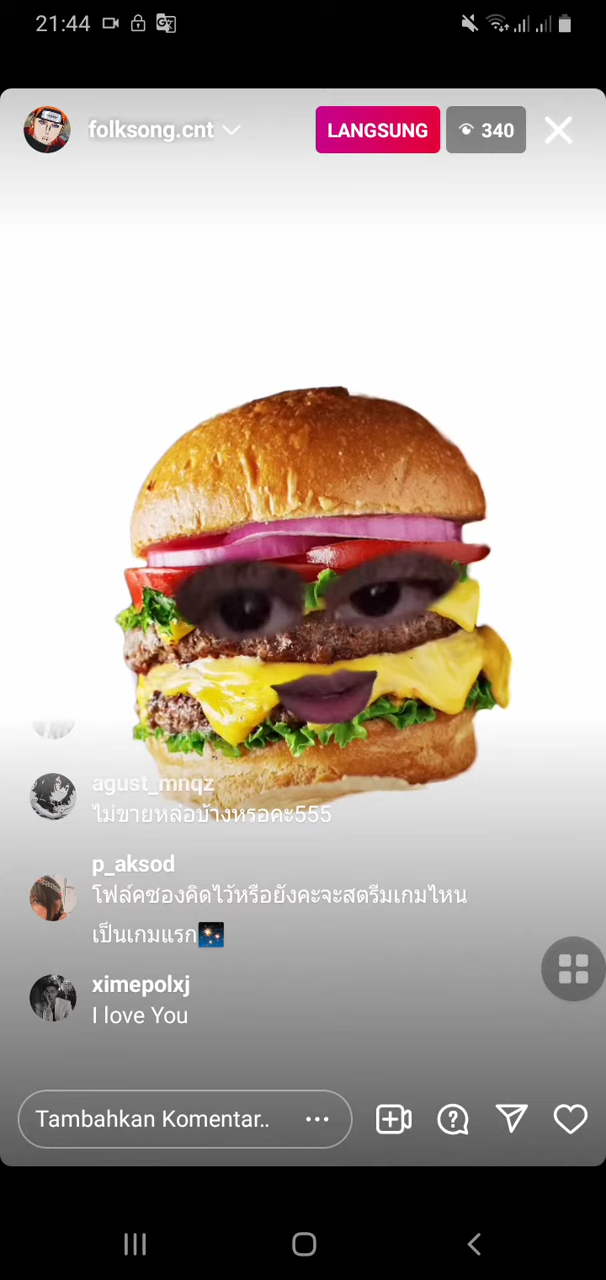 21:44
folksong.cnt
LANGSUNG
340
agust_mnqz
ไม่ขายหล่อบ้างหรอคะ555
p_aksod
โฟล์คซองคิดไว้หรือยังคะจะสตรีมเกมไหน
เป็นเกมแรก🎆
ximepolxj
I love You
Tambahkan Komentar..